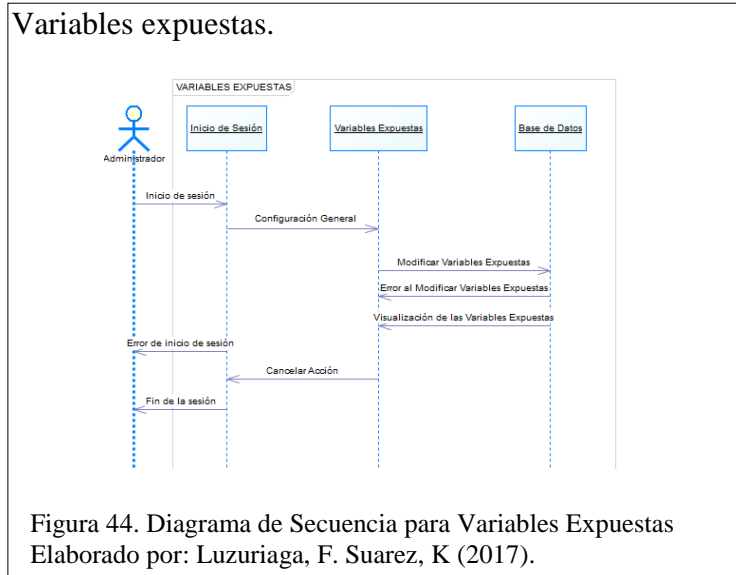 Variables expuestas.
VARIABLES EXPUESTAS
Inicio de Sesión
Variables Expuestas
Base de Datos
Administrador
Inicio de sesión
Configuración General
Modificar Variables Expuestas
Error al Modificar Variables Expuestas
Visualización de las Variables Expuestas
Error de inicio de sesión
Cancelar Acción
Fin de la sesión
Figura 44. Diagrama de Secuencia para Variables Expuestas
Elaborado por: Luzuriaga, F. Suarez, K (2017).